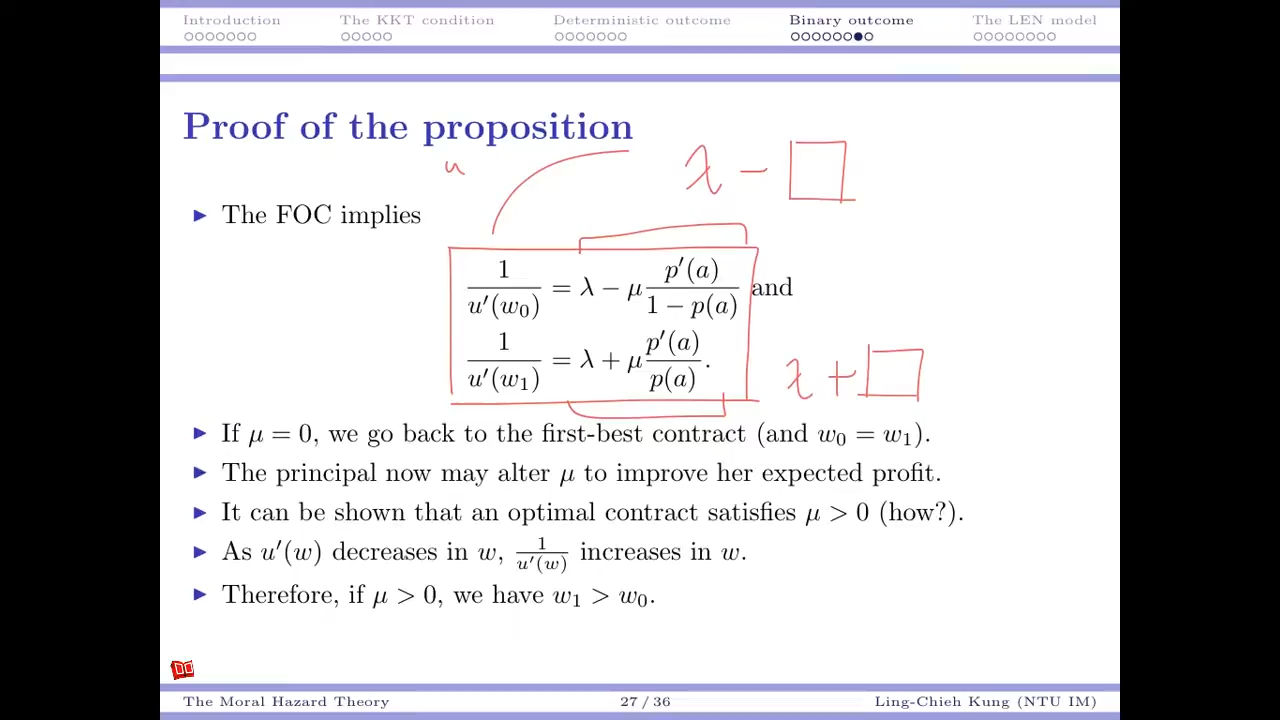 Introduction The KKT condition Deterministic outcome Binary outcome The LEN model
Proof of the proposition
u λ − □
▶ The FOC implies
1/u′(w₀) = λ − μ p′(a)/(1 − p(a)) and
1/u′(w₁) = λ + μ p′(a)/p(a).
λ + □
▶ If μ = 0, we go back to the first-best contract (and w₀ = w₁).
▶ The principal now may alter μ to improve her expected profit.
▶ It can be shown that an optimal contract satisfies μ > 0 (how?).
▶ As u′(w) decreases in w, 1/u′(w) increases in w.
▶ Therefore, if μ > 0, we have w₁ > w₀.
The Moral Hazard Theory 27 / 36 Ling-Chieh Kung (NTU IM)